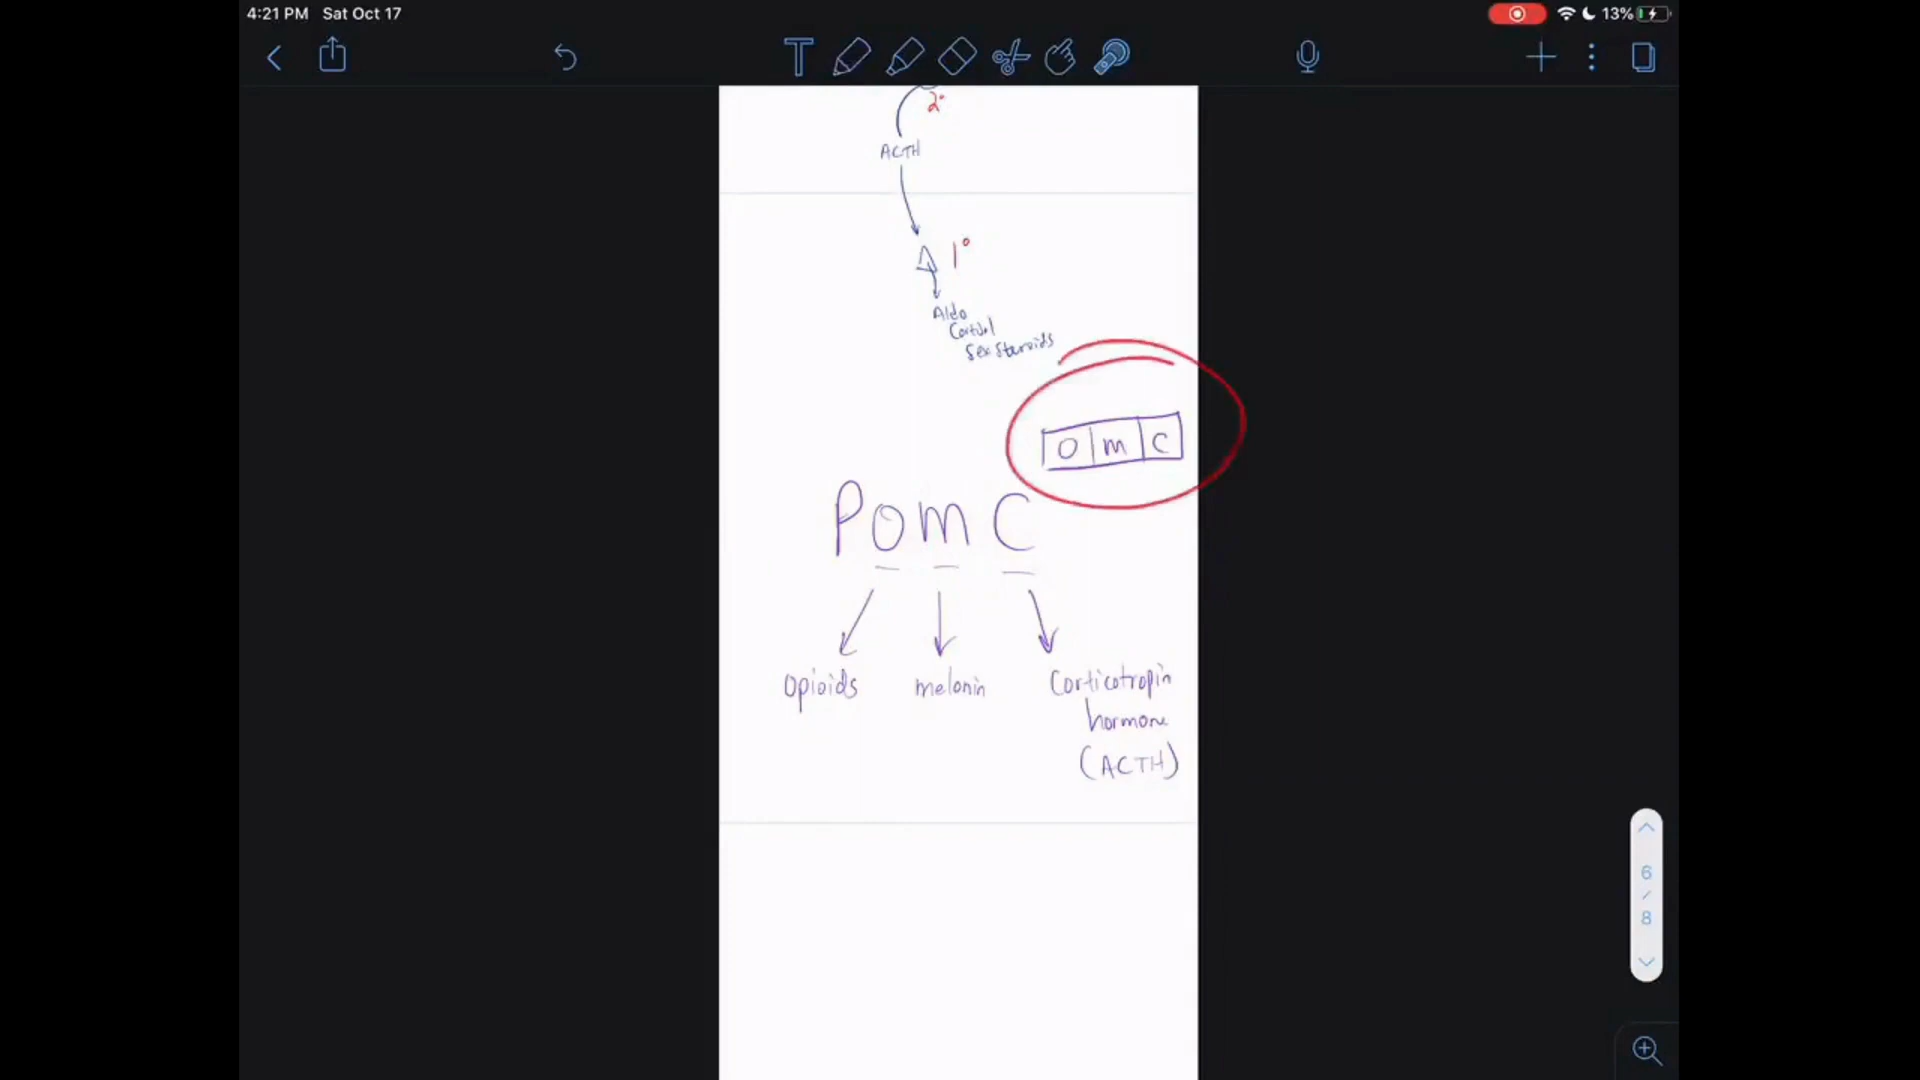 4:21 PM Sat Oct 17
13%
T
2°
ACTH
1°
Aldo
Cortisol
Sex Steroids
O m C
POMC
Opioids melonin Corticotropin
hormone
(ACTH)
6
/
8